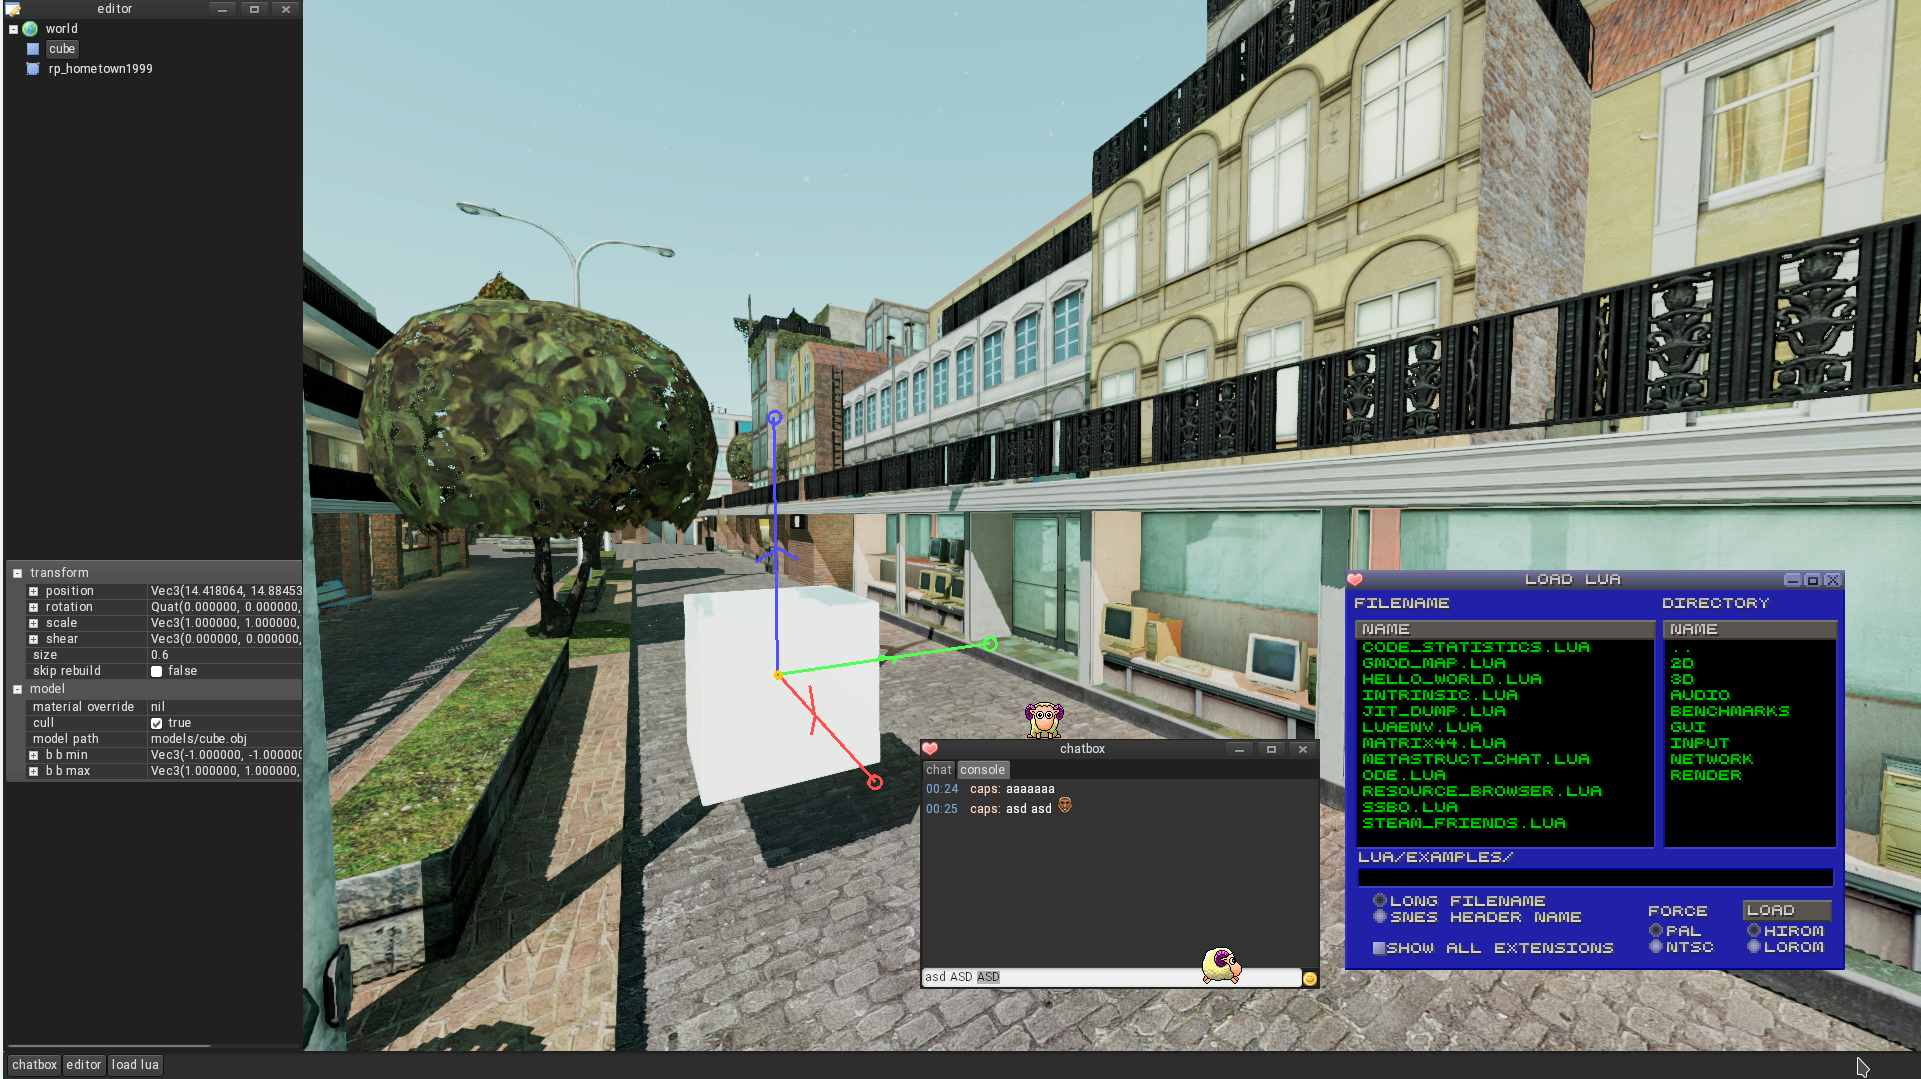 editor
world
cube
rp_hometown1999
transform
position Vec3(14.418064, 14.88453
rotation Quat(0.000000, 0.000000,
scale Vec3(1.000000, 1.000000,
shear Vec3(0.000000, 0.000000,
size 0.6
skip rebuild false
model
material override nil
cull true
model path models/cube.obj
b b min Vec3(-1.000000, -1.000000
b b max Vec3(1.000000, 1.000000,
chatbox
chat console
00:24 caps: aaaaaaa
00:25 caps: asd asd
asd ASD ASD
LOAD LUA
FILENAME DIRECTORY
NAME
CODE_STATISTICS.LUA
GMOD_MAP.LUA
HELLO_WORLD.LUA
INTRINSIC.LUA
JIT_DUMP.LUA
LUAENV.LUA
MATRIX44.LUA
METASTRUCT_CHAT.LUA
ODE.LUA
RESOURCE_BROWSER.LUA
SSBO.LUA
STEAM_FRIENDS.LUA
NAME
..
2D
3D
AUDIO
BENCHMARKS
GUI
INPUT
NETWORK
RENDER
LUA/EXAMPLES/
LONG FILENAME
SNES HEADER NAME
SHOW ALL EXTENSIONS
FORCE
PAL
NTSC
LOAD
HIROM
LOROM
chatbox editor load lua